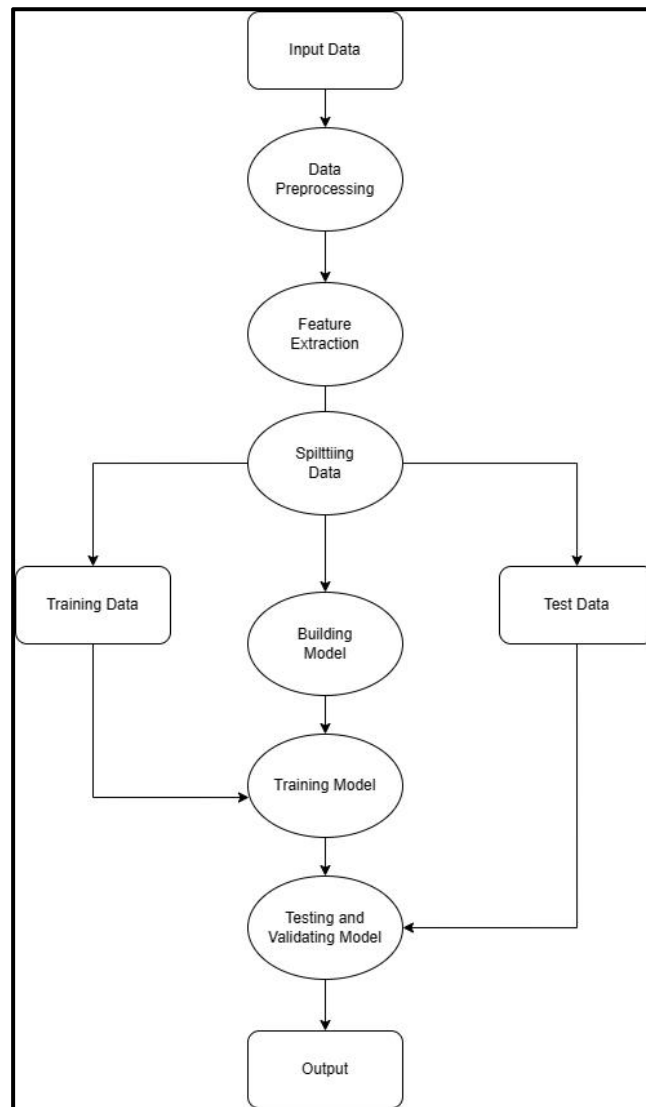 Input Data
Data
Preprocessing
Feature
Extraction
Spilttiing
Data
Training Data
Test Data
Building
Model
Training Model
Testing and
Validating Model
Output